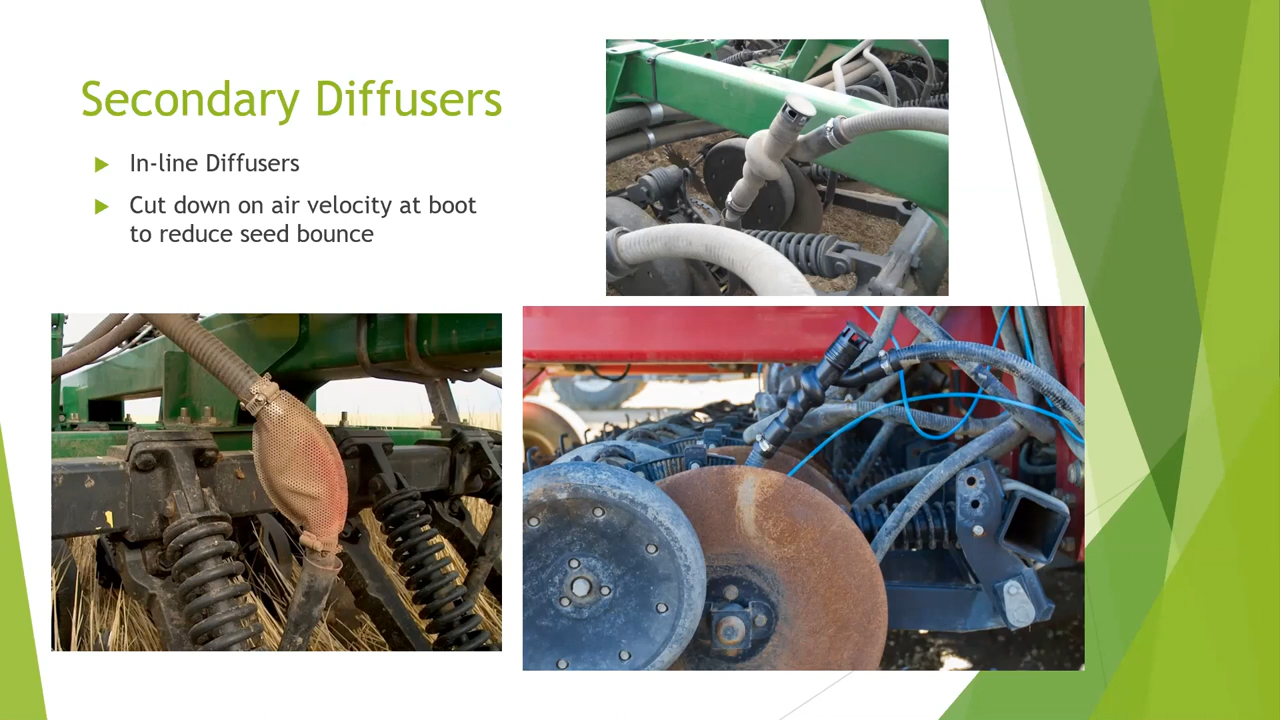 Secondary Diffusers
In-line Diffusers
Cut down on air velocity at boot
to reduce seed bounce